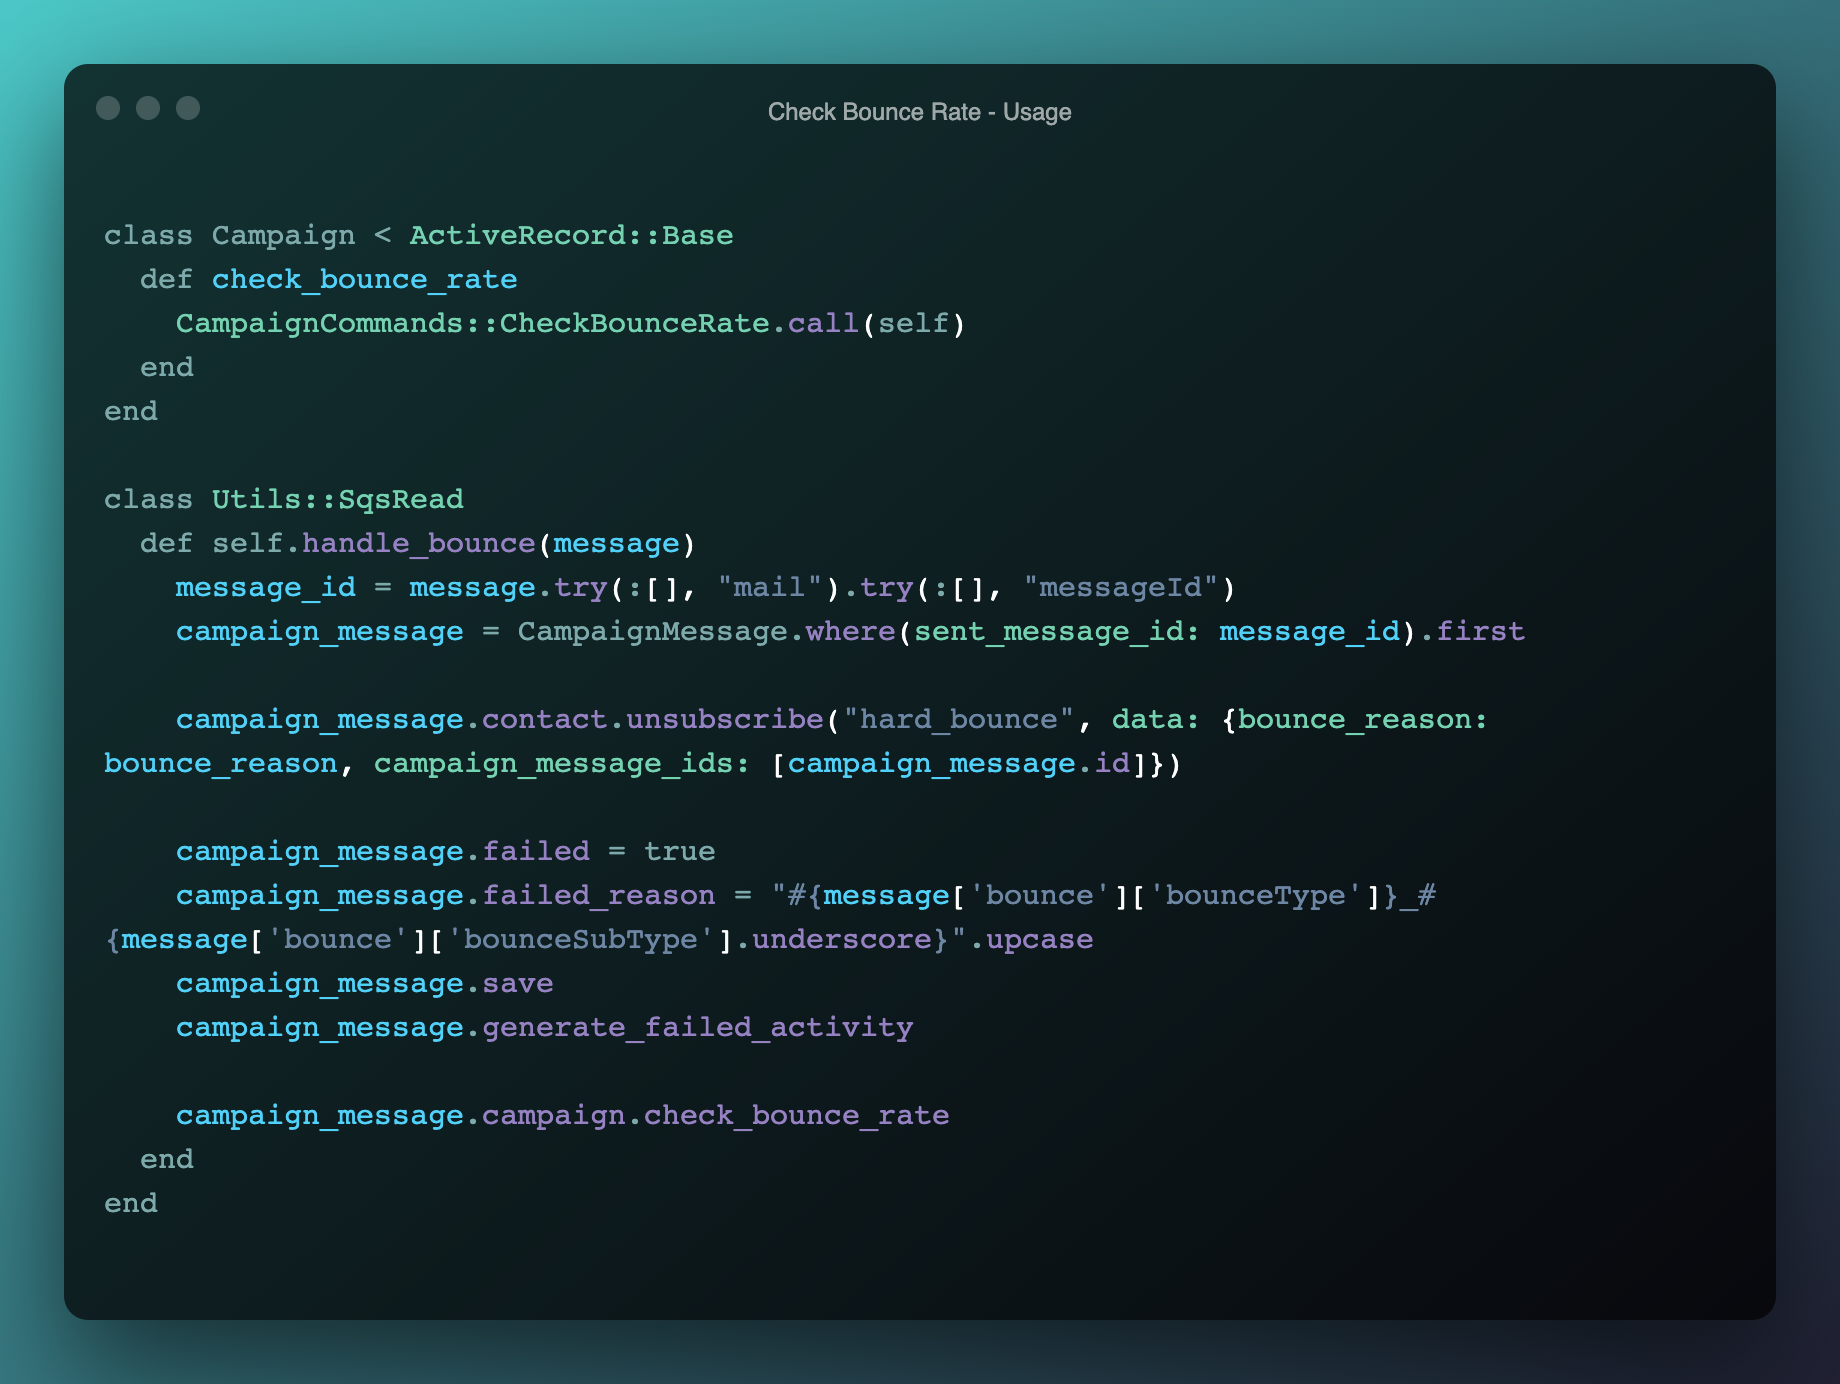 Check Bounce Rate - Usage
class Campaign < ActiveRecord::Base
  def check_bounce_rate
    CampaignCommands::CheckBounceRate.call(self)
  end
end
class Utils::SqsRead
  def self.handle_bounce(message)
    message_id = message.try(:[], "mail").try(:[], "messageId")
    campaign_message = CampaignMessage.where(sent_message_id: message_id).first
    campaign_message.contact.unsubscribe("hard_bounce", data: {bounce_reason:
bounce_reason, campaign_message_ids: [campaign_message.id]})
    campaign_message.failed = true
    campaign_message.failed_reason = "#{message['bounce']['bounceType']}_#
{message['bounce']['bounceSubType'].underscore}".upcase
    campaign_message.save
    campaign_message.generate_failed_activity
    campaign_message.campaign.check_bounce_rate
  end
end